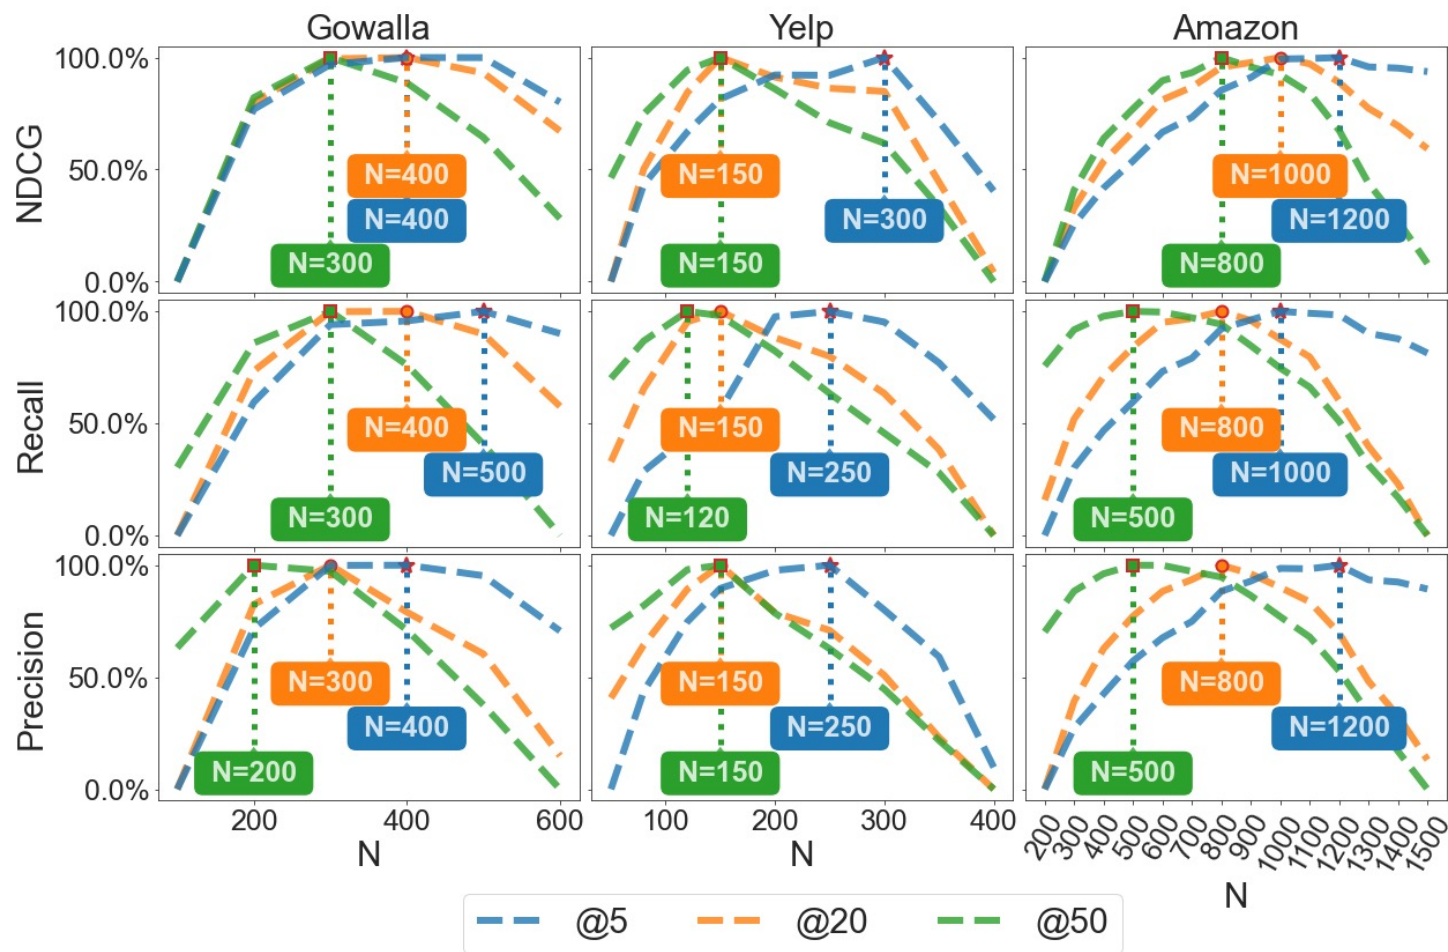 Gowalla Yelp Amazon
NDCG
100.0%
50.0%
0.0%
N=400
N=400
N=300
N=150
N=300
N=150
N=1000
N=1200
N=800
Recall
100.0%
50.0%
0.0%
N=400
N=500
N=300
N=150
N=250
N=120
N=800
N=1000
N=500
Precision
100.0%
50.0%
0.0%
N=300
N=400
N=200
N=150
N=250
N=150
N=800
N=1200
N=500
200 400 600
100 200 300 400
200 300 400 500 600 700 800 900 1000 1100 1200 1300 1400 1500
N N N
@5 @20 @50